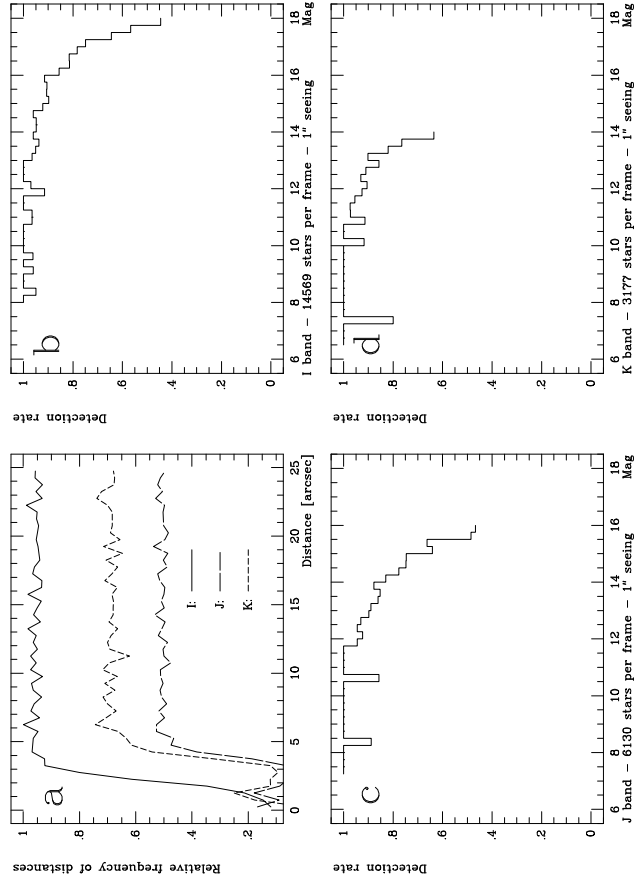 Relative frequency of distances
1
.8
.6
.4
.2
a
I:
J:
K:
0 5 10 15 20 25
Distance [arcsec]
Detection rate
1
.8
.6
.4
.2
0
b
6 8 10 12 14 16 18
I band – 14569 stars per frame – 1" seeing Mag
Detection rate
1
.8
.6
.4
.2
0
c
6 8 10 12 14 16 18
J band – 6130 stars per frame – 1" seeing Mag
Detection rate
1
.8
.6
.4
.2
0
d
6 8 10 12 14 16 18
K band – 3177 stars per frame – 1" seeing Mag